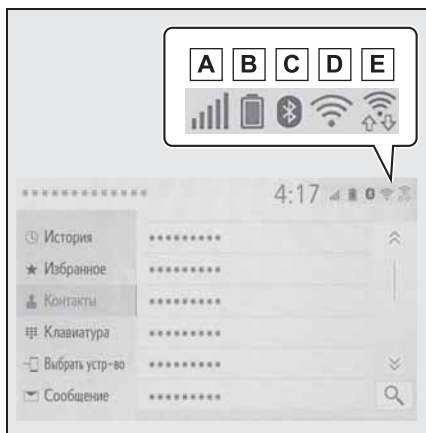 A B C D E
************* 4:17
История *********
Избранное *********
Контакты *********
Клавиатура *********
Выбрать устр-во *********
Сообщение *********